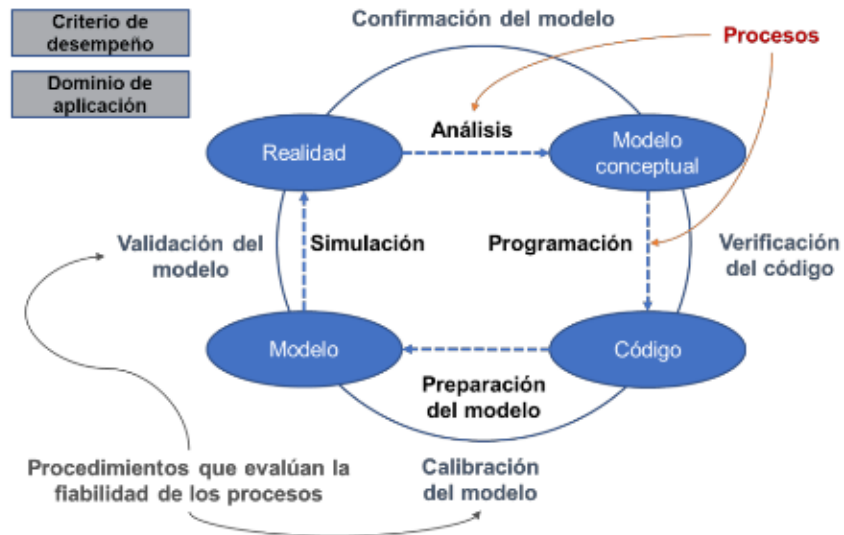 Criterio de
desempeño
Dominio de
aplicación
Confirmación del modelo
Procesos
Realidad
Análisis
Modelo
conceptual
Validación del
modelo
Simulación
Programación
Verificación
del código
Modelo
Código
Preparación
del modelo
Procedimientos que evalúan la
fiabilidad de los procesos
Calibración
del modelo